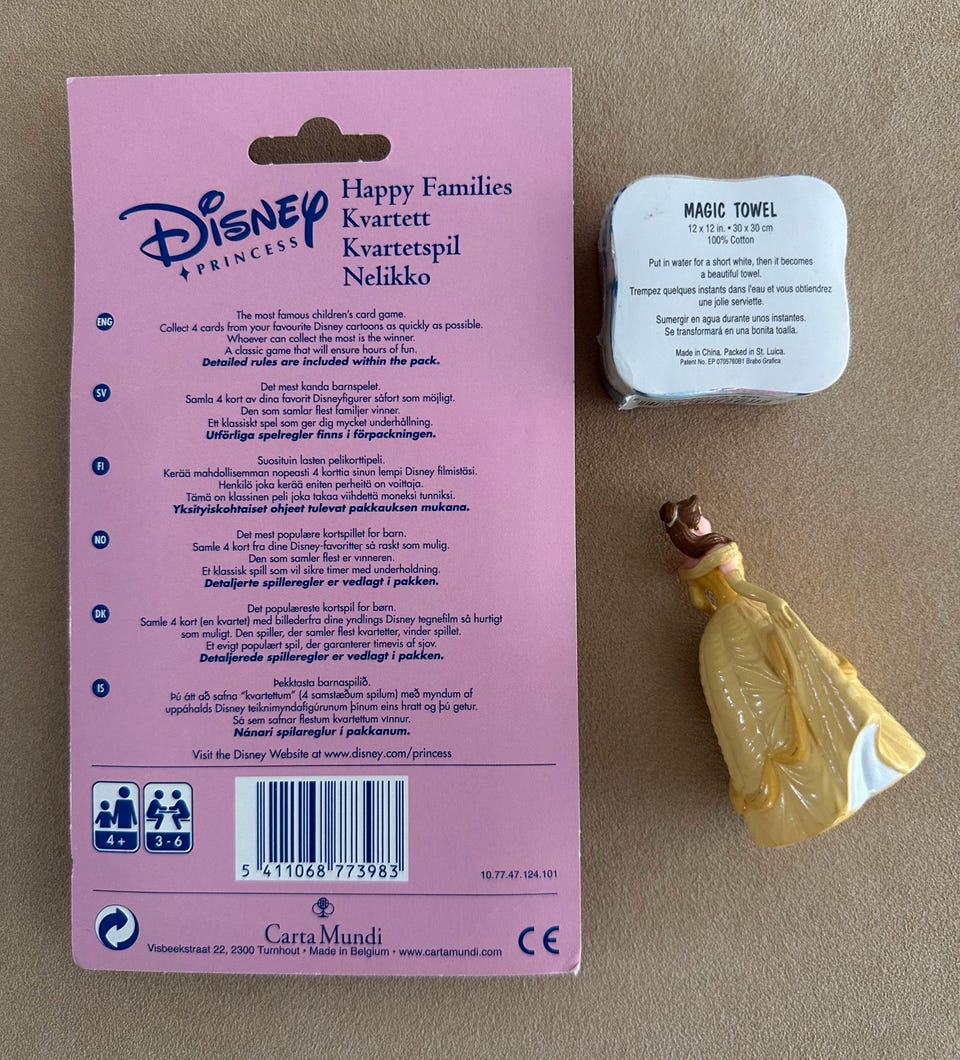 DISNEY
PRINCESS
Happy Families
Kvartett
Kvartetspil
Nelikko
ENG
The most famous children's card game.
Collect 4 cards from your favourite Disney cartoons as quickly as possible.
Whoever can collect the most is the winner.
A classic game that will ensure hours of fun.
Detailed rules are included within the pack.
SV
Det mest kanda barnspelet.
Samla 4 kort av dina favorit Disneyfigurer såfort som möjligt.
Den som samlar flest familjer vinner.
Ett klassiskt spel som ger dig mycket underhållning.
Utförliga spelregler finns i förpackningen.
FI
Suosituin lasten pelikorttipeli.
Kerää mahdollisemman nopeasti 4 korttia sinun lempi Disney filmistäsi.
Henkilö joka kerää eniten perheitä on voittaja.
Tämä on klassinen peli joka takaa viihdettä moneksi tunniksi.
Yksityiskohtaiset ohjeet tulevat pakkauksen mukana.
NO
Det mest populære kortspillet for barn.
Samle 4 kort fra dine Disney-favoritter så raskt som mulig.
Den som samler flest er vinneren.
Et klassisk spill som vil sikre timer med underholdning.
Detaljerte spilleregler er vedlagt i pakken.
DK
Det populæreste kortspil for børn.
Samle 4 kort (en kvartet) med billederfra dine yndlings Disney tegnefilm så hurtigt
som muligt. Den spiller, der samler flest kvartetter, vinder spillet.
Et evigt populært spil, der garanterer timevis af sjov.
Detaljerede spilleregler er vedlagt i pakken.
IS
Þekktasta barnaspilið.
Þú átt að safna "kvartettum" (4 samstæðum spilum) með myndum af
uppáhalds Disney teiknimyndafigúrunum þínum eins hratt og þú getur.
Sá sem safnar flestum kvartettum vinnur.
Nánari spilareglur í pakkanum.
Visit the Disney Website at www.disney.com/princess
4+
3 - 6
5 411068 773983
10.77.47.124.101
Carta Mundi
Visbeekstraat 22, 2300 Turnhout • Made in Belgium • www.cartamundi.com
CE
MAGIC TOWEL
12 x 12 in. • 30 x 30 cm
100% Cotton
Put in water for a short white, then it becomes
a beautiful towel.
Trempez quelques instants dans l'eau et vous obtiendrez
une jolie serviette.
Sumergir en agua durante unos instantes.
Se transformará en una bonita toalla.
Made in China. Packed in St. Luica.
Patent No. EP 0705760B1 Brabo Grafica